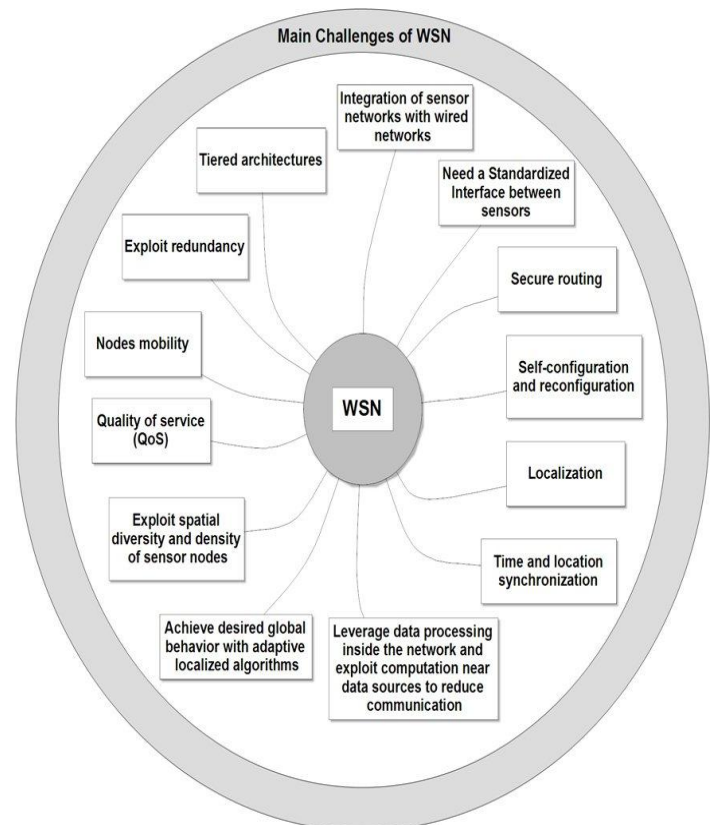 Main Challenges of WSN
Integration of sensor
networks with wired
networks
Tiered architectures
Need a Standardized
Interface between
sensors
Exploit redundancy
Secure routing
Nodes mobility
Self-configuration
and reconfiguration
WSN
Quality of service
(QoS)
Localization
Exploit spatial
diversity and density
of sensor nodes
Time and location
synchronization
Achieve desired global
behavior with adaptive
localized algorithms
Leverage data processing
inside the network and
exploit computation near
data sources to reduce
communication